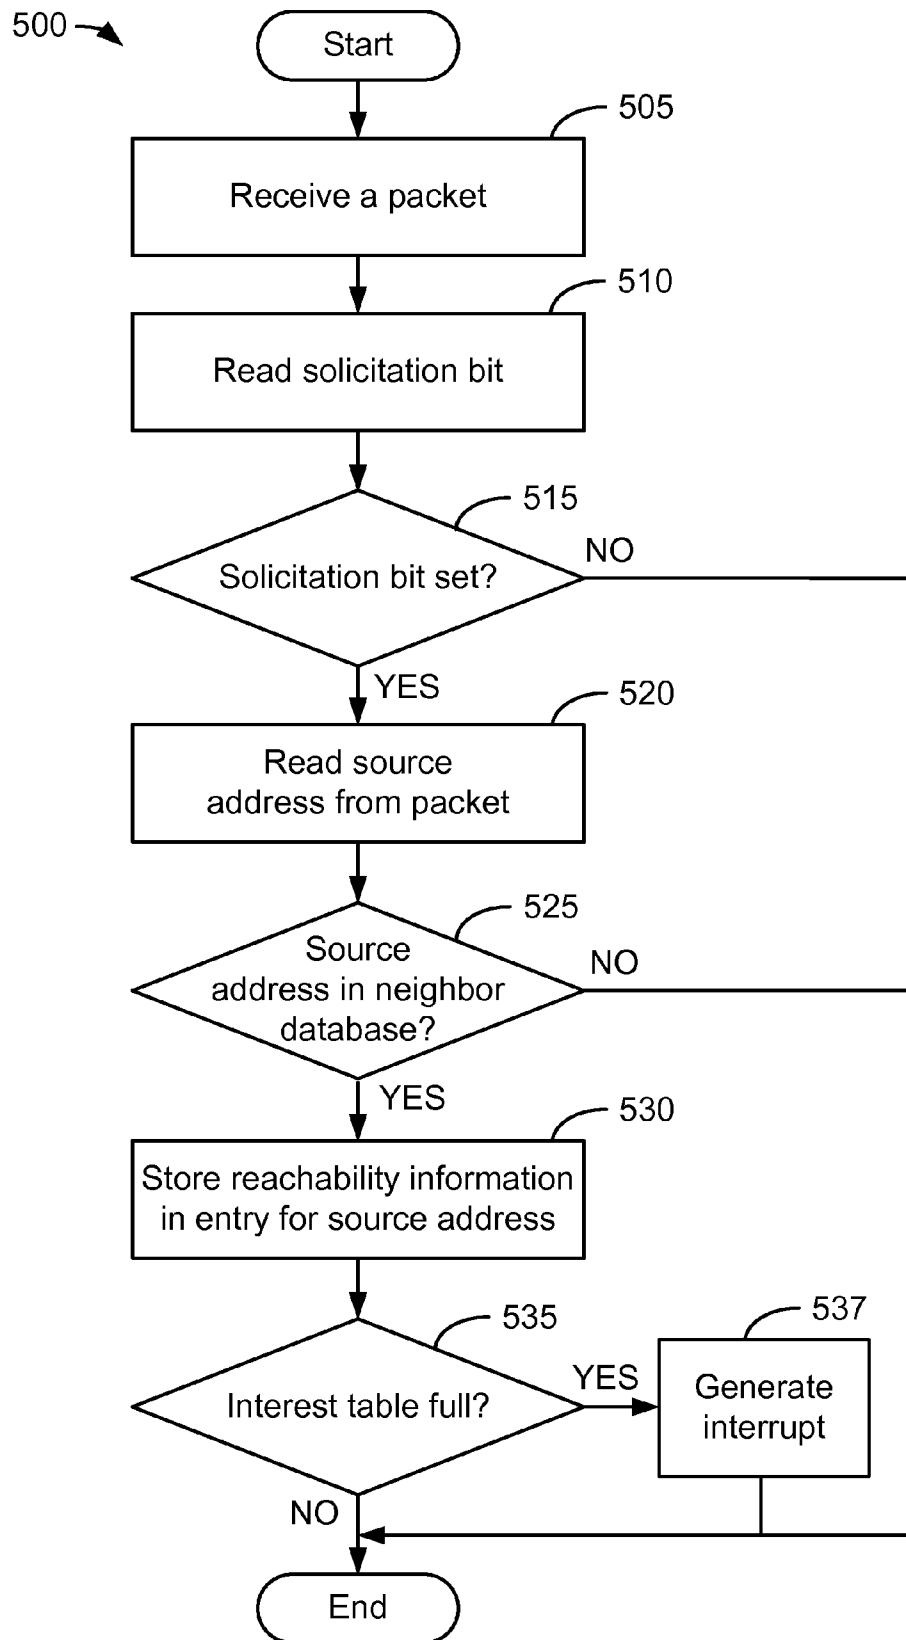 500
Start
505
Receive a packet
510
Read solicitation bit
515
Solicitation bit set?
NO
YES
520
Read source
address from packet
525
Source
address in neighbor
database?
NO
YES
530
Store reachability information
in entry for source address
535
Interest table full?
YES
537
Generate
interrupt
NO
End